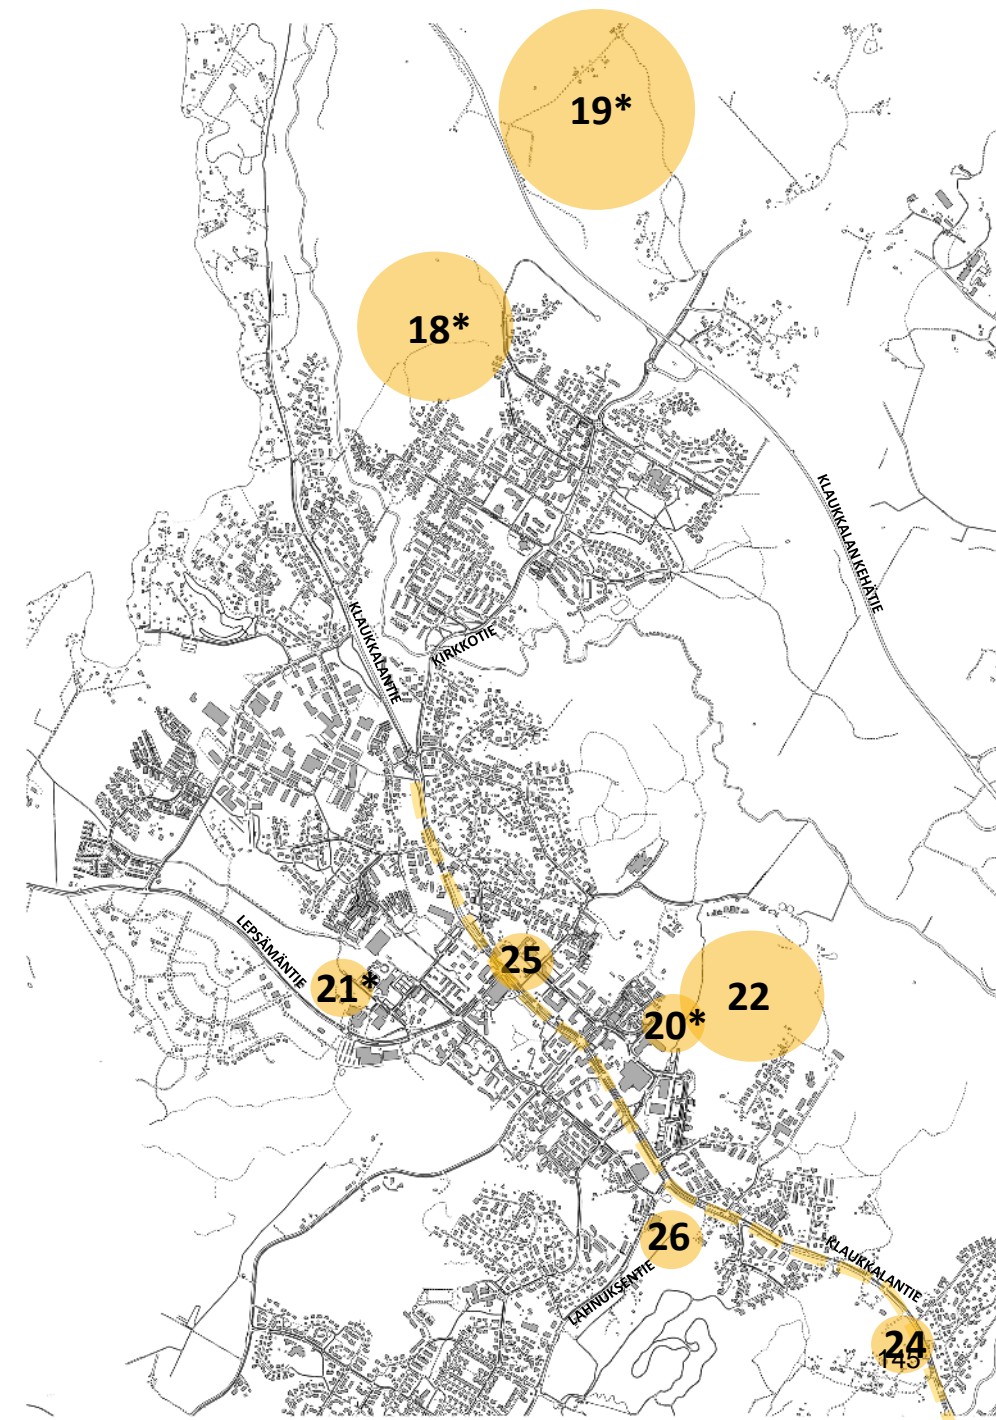 19*
18*
KLAUKKALAN KEHÄTIE
KLAUKKALANTIE
KIRKKOTIE
LEPSÄMÄNTIE
25
21*
22
20*
26
KLAUKKALANTIE
LAHNUKSENTIE
24
145